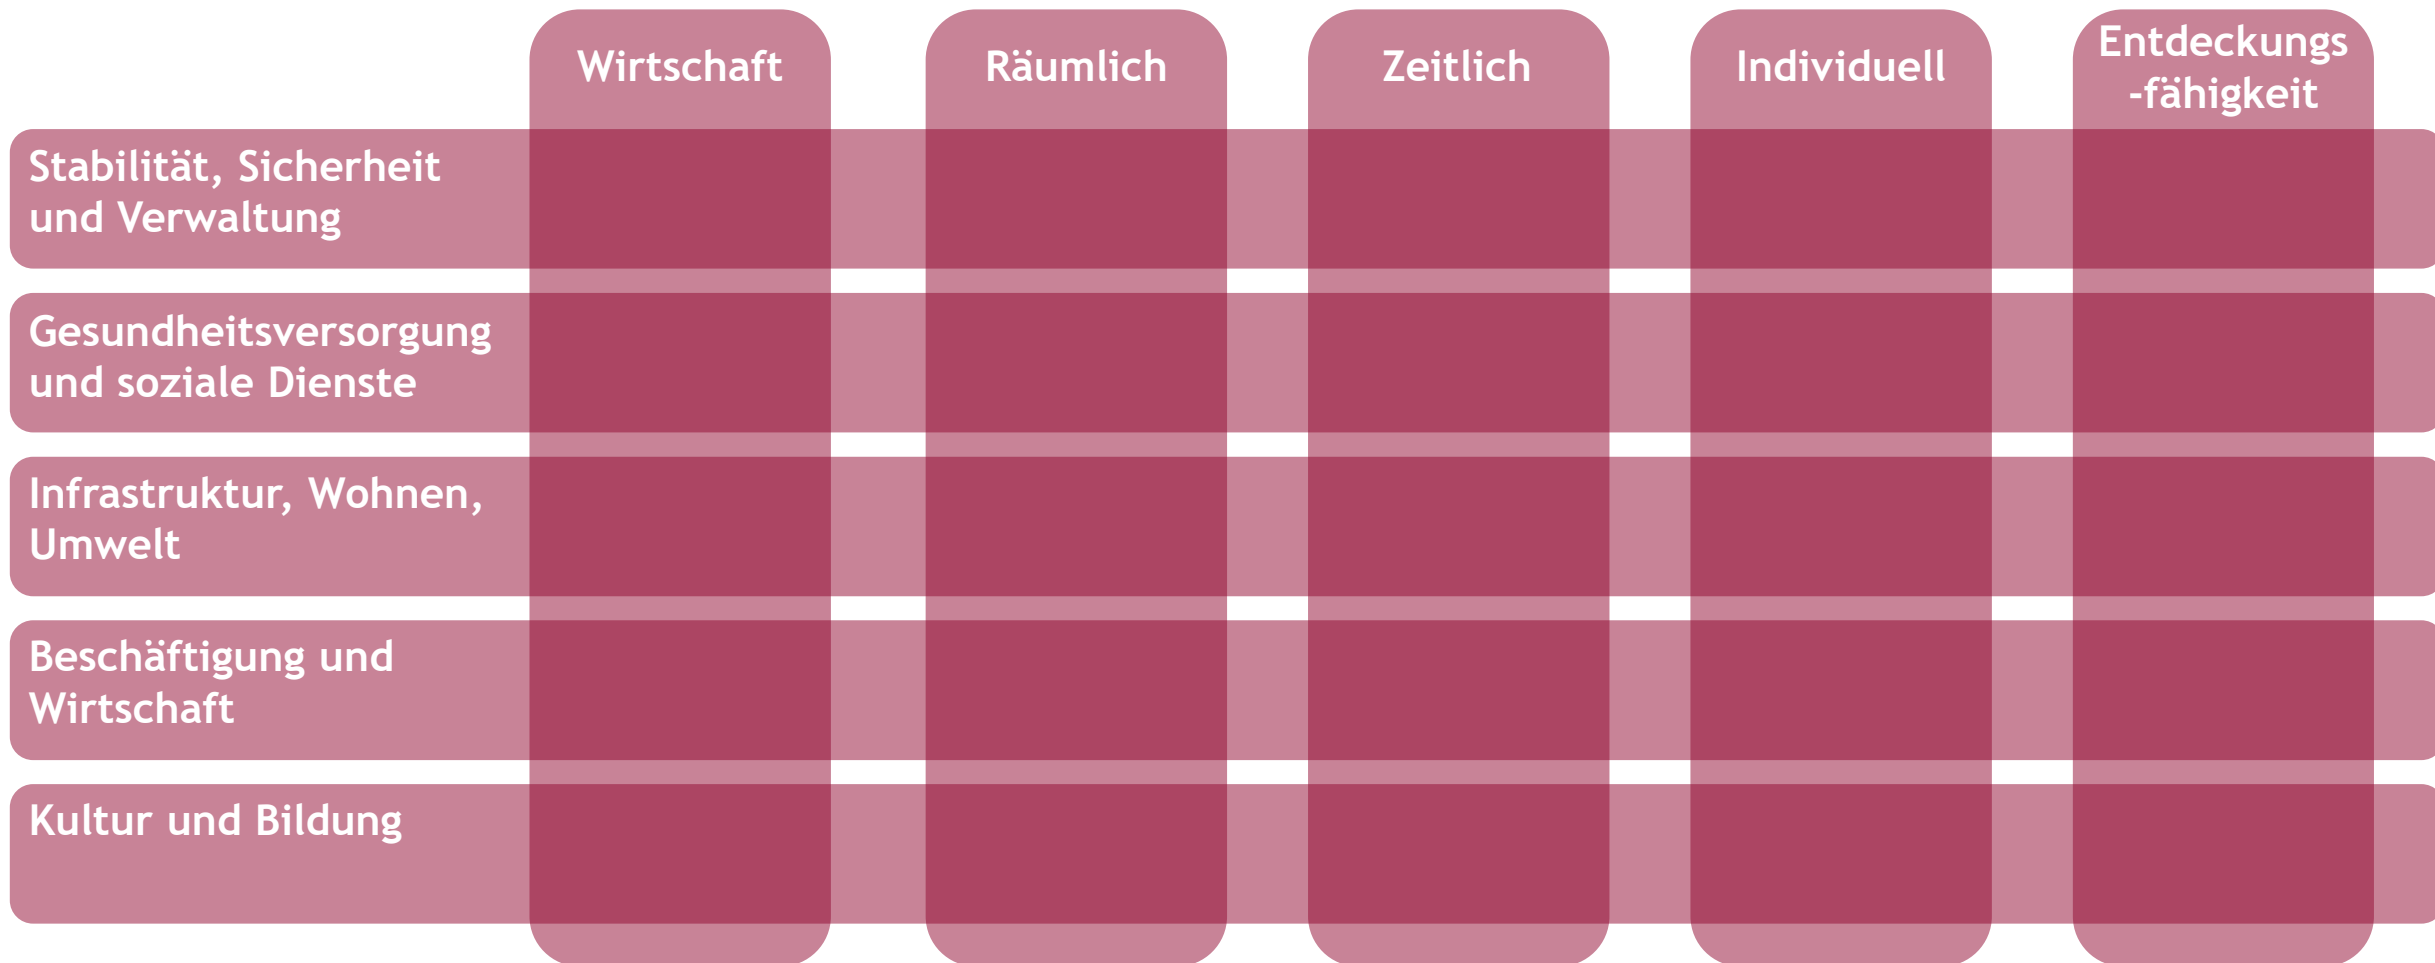 Wirtschaft
Räumlich
Zeitlich
Individuell
Entdeckungs
-fähigkeit
Stabilität, Sicherheit
und Verwaltung
Gesundheitsversorgung
und soziale Dienste
Infrastruktur, Wohnen,
Umwelt
Beschäftigung und
Wirtschaft
Kultur und Bildung